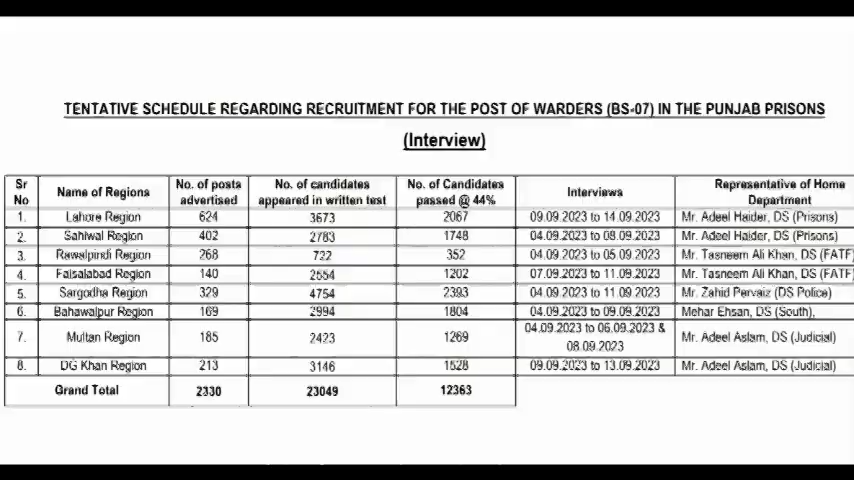 TENTATIVE SCHEDULE REGARDING RECRUITMENT FOR THE POST OF WARDERS (BS-07) IN THE PUNJAB PRISONS
(Interview)
Sr No | Name of Regions | No. of posts advertised | No. of candidates appeared in written test | No. of Candidates passed @ 44% | Interviews | Representative of Home Department
1. | Lahore Region | 624 | 3673 | 2067 | 09.09.2023 to 14.09.2023 | Mr. Adeel Haider, DS (Prisons)
2. | Sahiwal Region | 402 | 2783 | 1748 | 04.09.2023 to 08.09.2023 | Mr. Adeel Haider, DS (Prisons)
3. | Rawalpindi Region | 268 | 722 | 352 | 04.09.2023 to 05.09.2023 | Mr. Tasneem Ali Khan, DS (FATF)
4. | Faisalabad Region | 140 | 2554 | 1202 | 07.09.2023 to 11.09.2023 | Mr. Tasneem Ali Khan, DS (FATF)
5. | Sargodha Region | 329 | 4754 | 2393 | 04.09.2023 to 11.09.2023 | Mr. Zahid Pervaiz (DS Police)
6. | Bahawalpur Region | 169 | 2994 | 1804 | 04.09.2023 to 09.09.2023 | Mehar Ehsan, DS (South),
7. | Multan Region | 185 | 2423 | 1269 | 04.09.2023 to 06.09.2023 & 08.09.2023 | Mr. Adeel Aslam, DS (Judicial)
8. | DG Khan Region | 213 | 3146 | 1528 | 09.09.2023 to 13.09.2023 | Mr. Adeel Aslam, DS (Judicial)
Grand Total | 2330 | 23049 | 12363